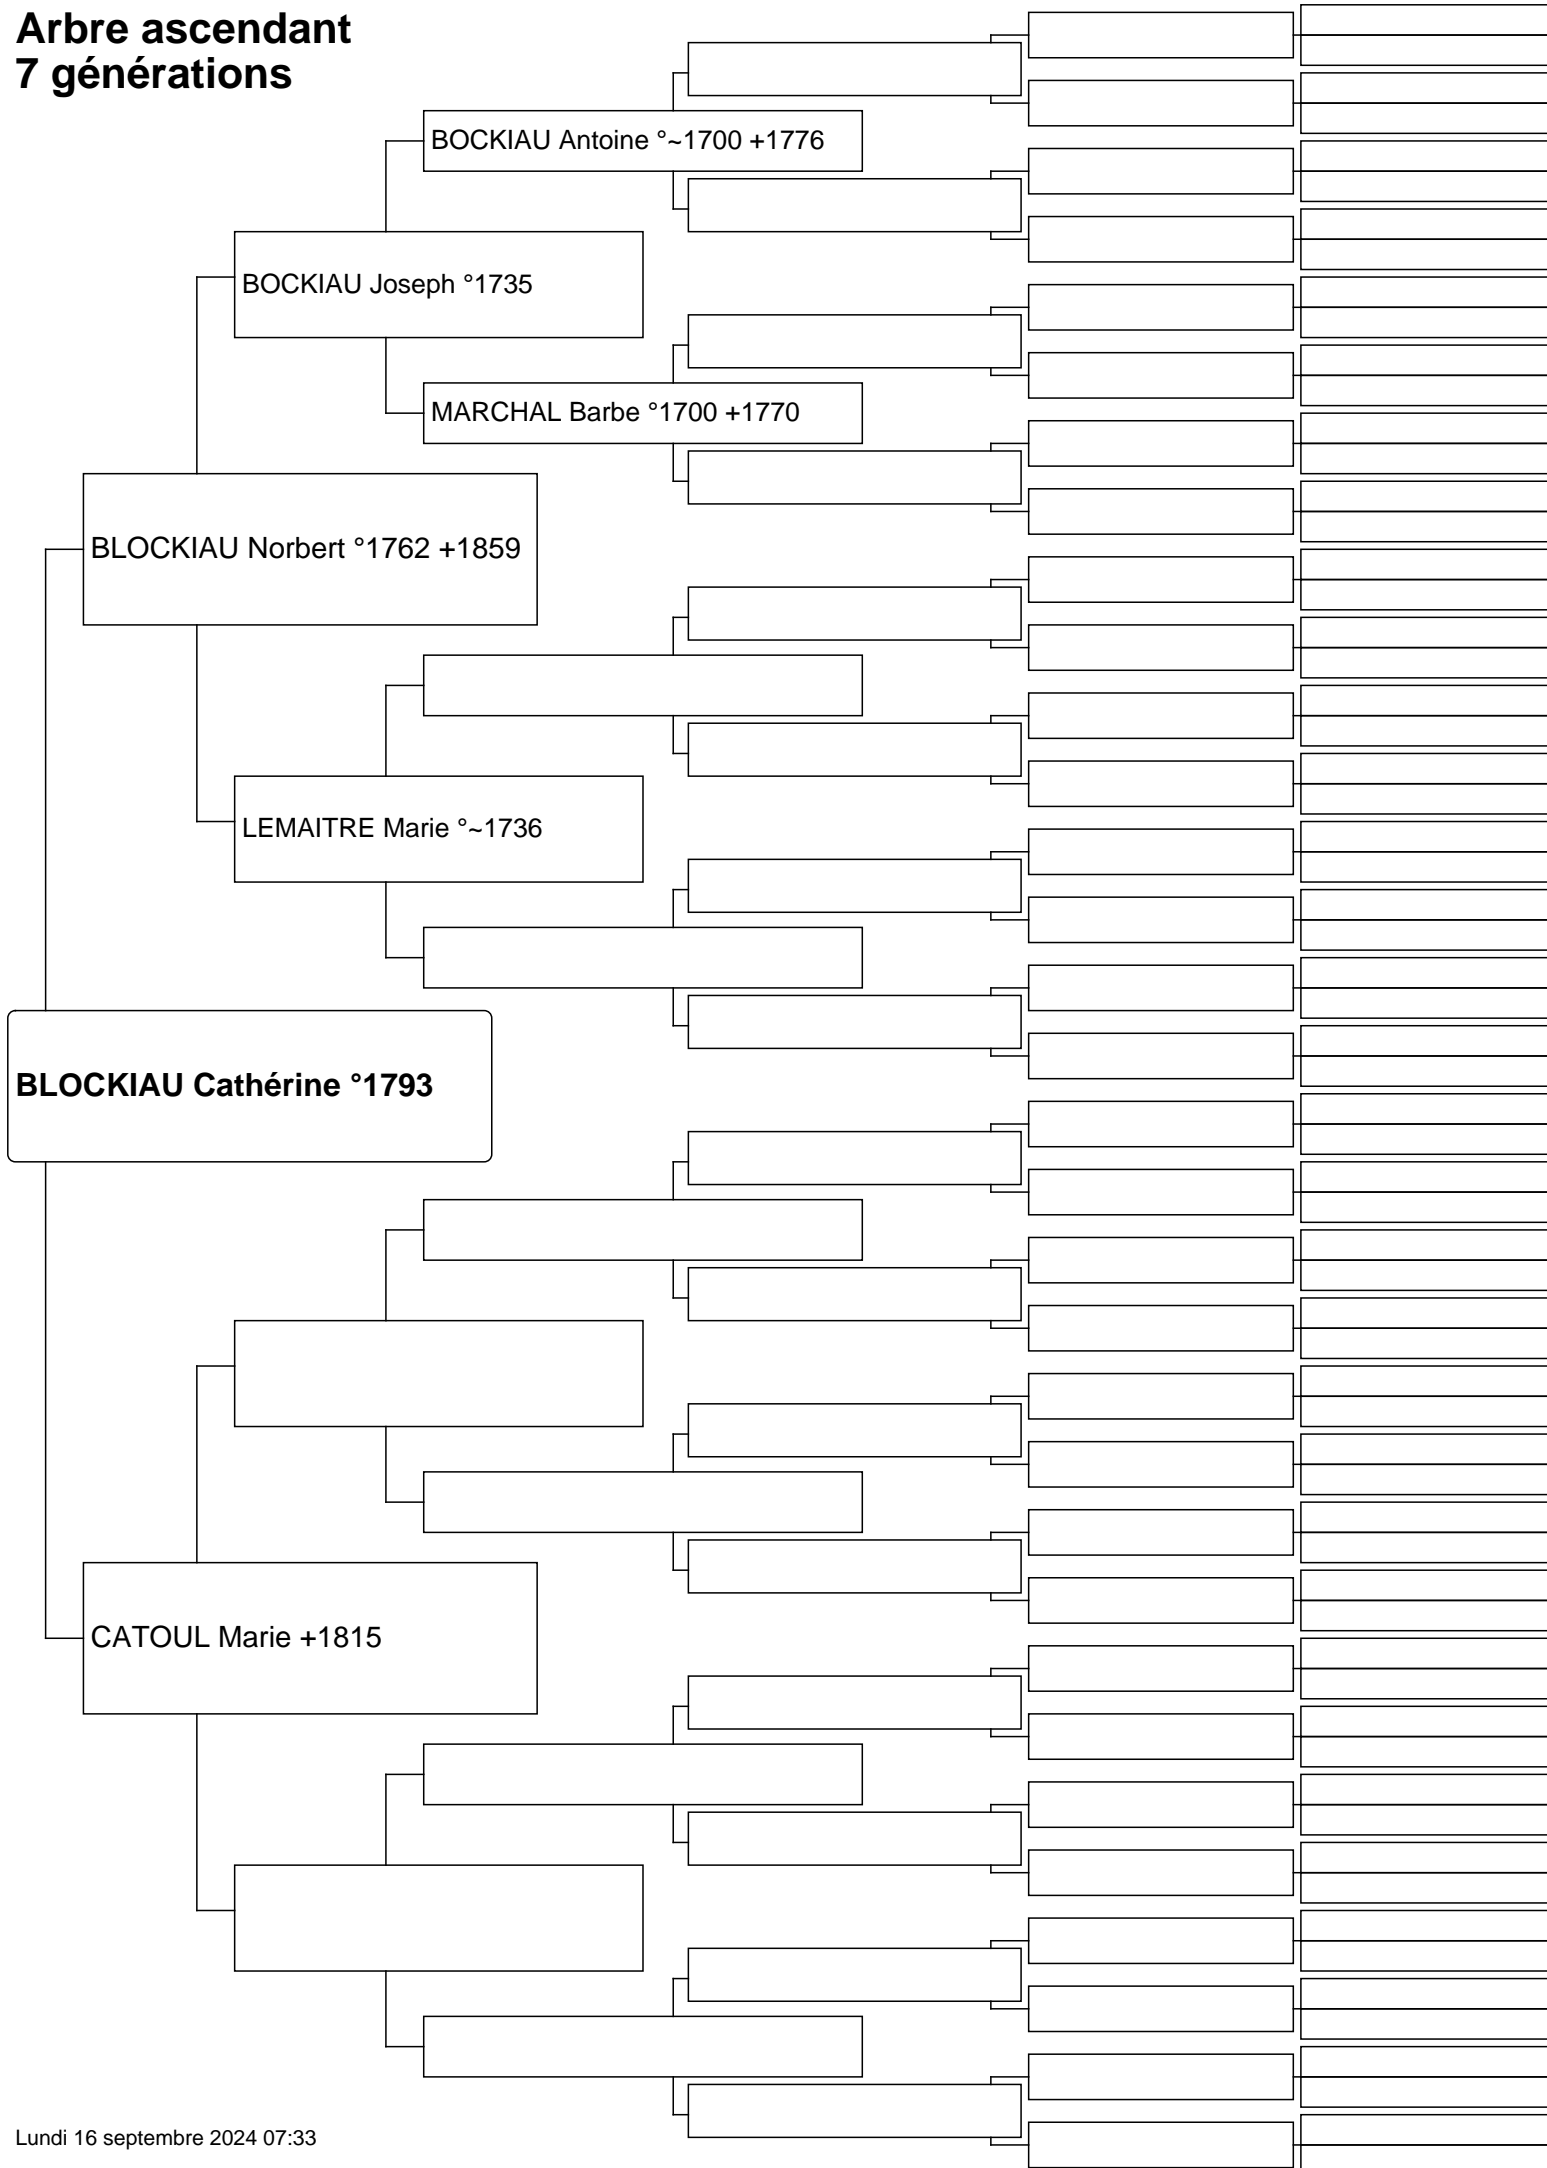 Arbre ascendant
7 générations
BOCKIAU Antoine °~1700 +1776
BOCKIAU Joseph °1735
MARCHAL Barbe °1700 +1770
BLOCKIAU Norbert °1762 +1859
LEMAITRE Marie °~1736
BLOCKIAU Cathérine °1793
CATOUL Marie +1815
Lundi 16 septembre 2024 07:33